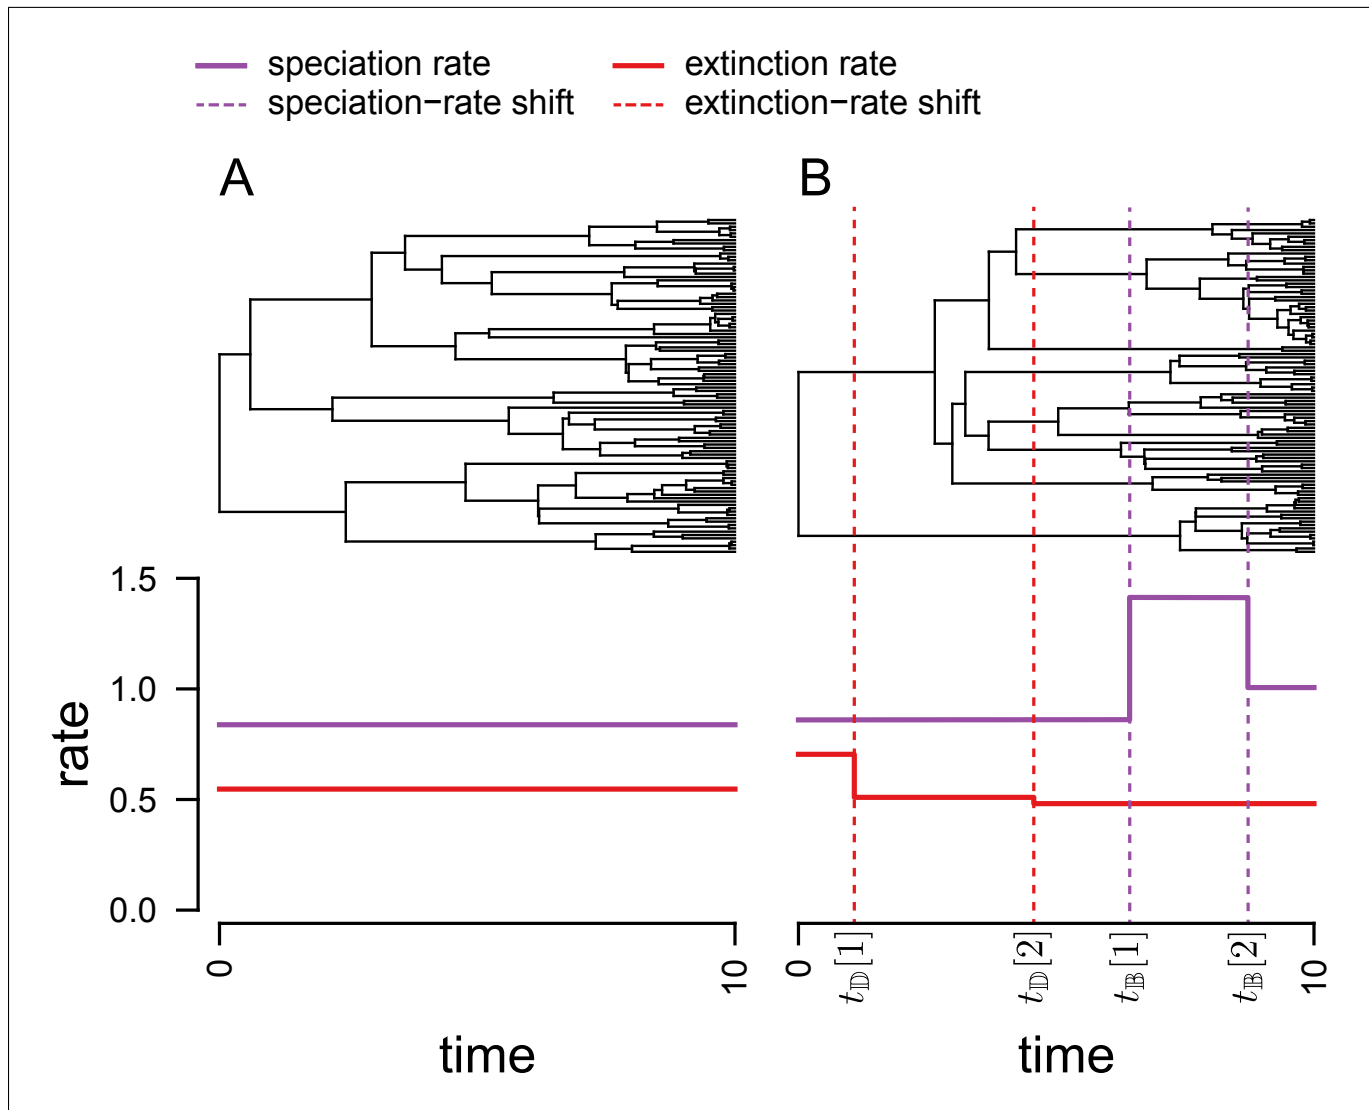 speciation rate
extinction rate
speciation−rate shift
extinction−rate shift
A
B
1.5
1.0
0.5
0.0
rate
0
10
0
t𝔻[1]
t𝔻[2]
t𝔹[1]
t𝔹[2]
10
time
time